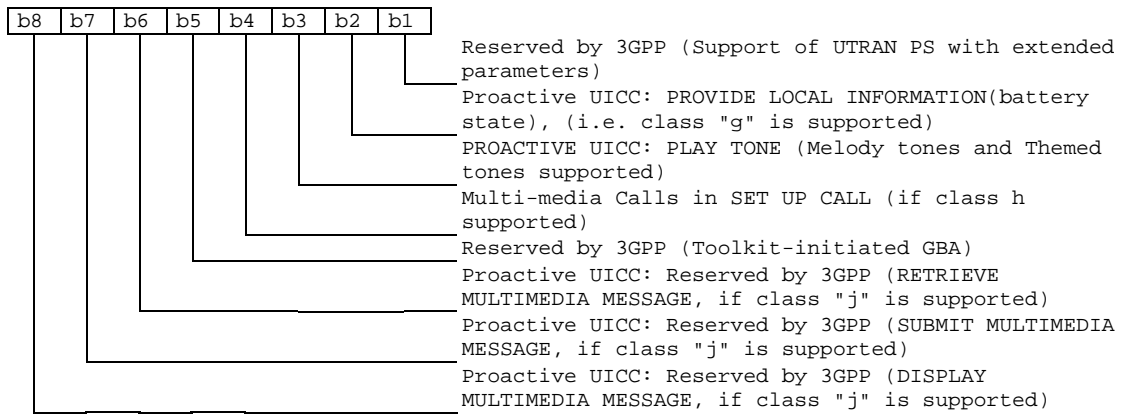 b8 b7 b6 b5 b4 b3 b2 b1
Reserved by 3GPP (Support of UTRAN PS with extended
parameters)
Proactive UICC: PROVIDE LOCAL INFORMATION(battery
state), (i.e. class "g" is supported)
PROACTIVE UICC: PLAY TONE (Melody tones and Themed
tones supported)
Multi-media Calls in SET UP CALL (if class h
supported)
Reserved by 3GPP (Toolkit-initiated GBA)
Proactive UICC: Reserved by 3GPP (RETRIEVE
MULTIMEDIA MESSAGE, if class "j" is supported)
Proactive UICC: Reserved by 3GPP (SUBMIT MULTIMEDIA
MESSAGE, if class "j" is supported)
Proactive UICC: Reserved by 3GPP (DISPLAY
MULTIMEDIA MESSAGE, if class "j" is supported)